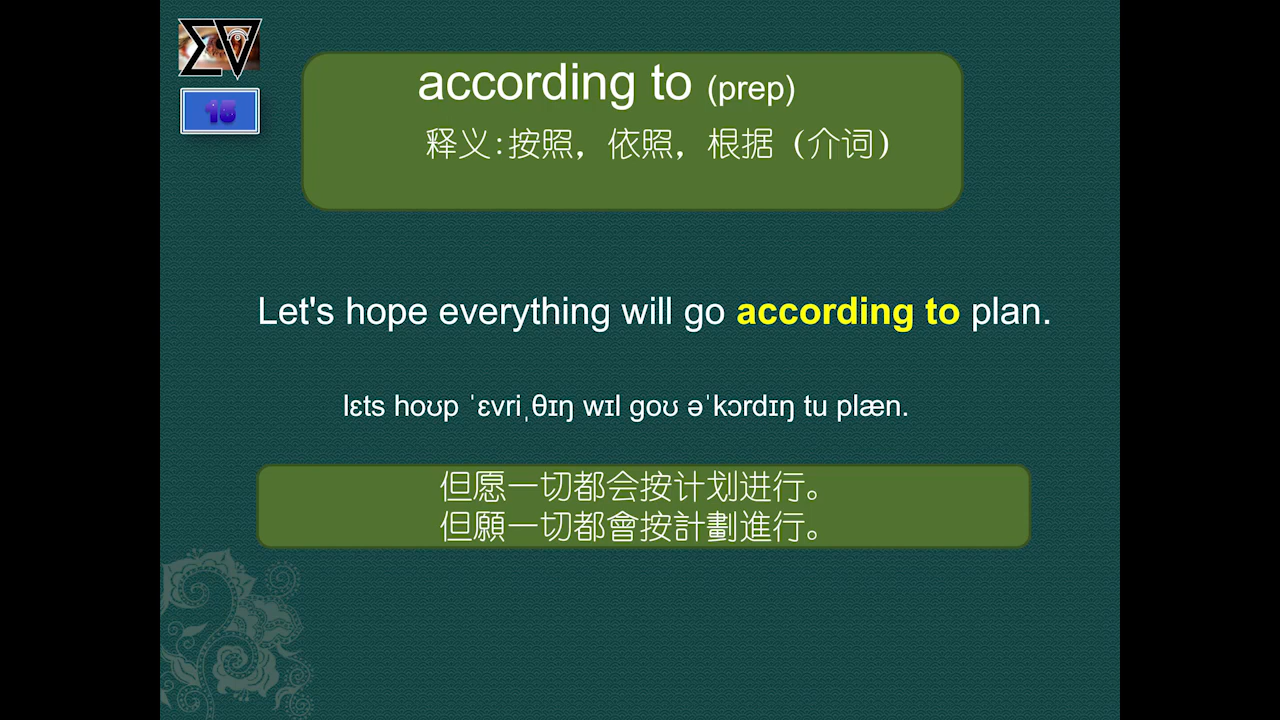 ΣV
15
according to (prep)
释义:按照，依照，根据（介词）
Let's hope everything will go according to plan.
lɛts hoʊp ˈɛvriˌθɪŋ wɪl goʊ əˈkɔrdɪŋ tu plæn.
但愿一切都会按计划进行。
但願一切都會按計劃進行。